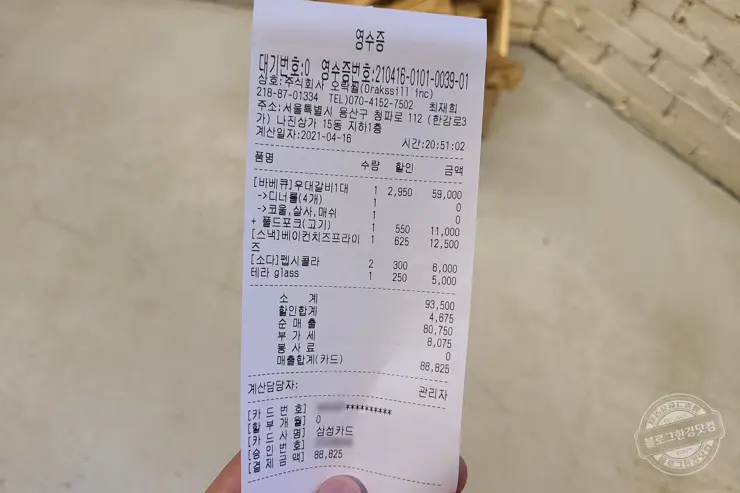 영수증
대기번호:0 영수증번호:210416-0101-0039-01
상호:주식회사 오락씰(Orakssill inc)
218-87-01334 TEL)070-4152-7502 최재희
주소:서울특별시 용산구 청파로 112 (한강로3
가) 나진상가 15동 지하1층
계산일자:2021-04-16 시간:20:51:02
품명 수량 할인 금액
[바베큐]우대갈비1대 1 2,950 59,000
->디너롤(4개) 1 0
->코울,살사,매쉬 1 0
+ 풀드포크(고기) 1 550 11,000
[스낵]베이컨치즈프라이 1 625 12,500
즈
[소다]펩시콜라 2 300 6,000
테라 glass 1 250 5,000
소 계 93,500
할인합계 4,675
순 매 출 80,750
부 가 세 8,075
봉 사 료 0
매출합계(카드) 88,825
계산담당자: 관리자
[카 드 번 호] **********
[할 부 개 월] 0
[카 드 사 명] 삼성카드
[승 인 번 호]
[결 제 금 액] 88,825
블로그한경닷컴